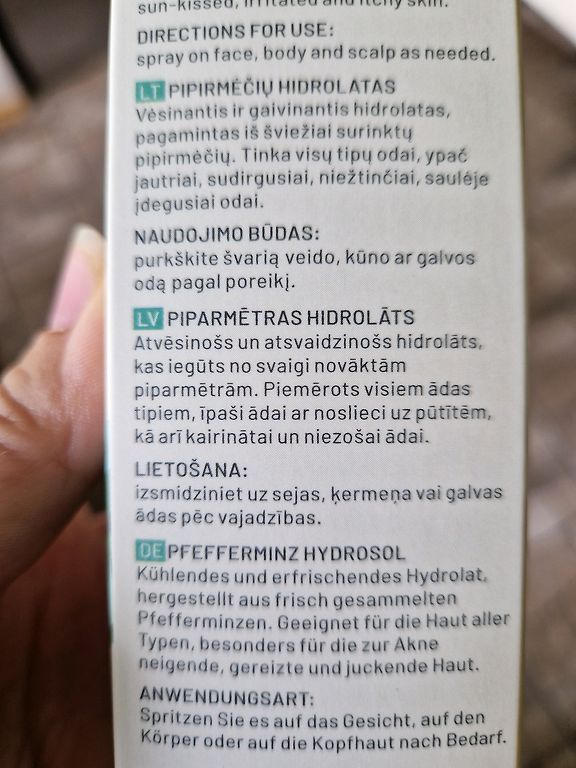 sun-kissed, irritated and itchy skin.
DIRECTIONS FOR USE:
spray on face, body and scalp as needed.
LT PIPIRMĖČIŲ HIDROLATAS
Vėsinantis ir gaivinantis hidrolatas,
pagamintas iš šviežiai surinktų
pipirmėčių. Tinka visų tipų odai, ypač
jautriai, sudirgusiai, niežtinčiai, saulėje
įdegusiai odai.
NAUDOJIMO BŪDAS:
purkškite švarią veido, kūno ar galvos
odą pagal poreikį.
LV PIPARMĒTRAS HIDROLĀTS
Atvēsinošs un atsvaidzinošs hidrolāts,
kas iegūts no svaigi novāktām
piparmētrām. Piemērots visiem ādas
tipiem, īpaši ādai ar noslieci uz pūtītēm,
kā arī kairinātai un niezošai ādai.
LIETOŠANA:
izsmidziniet uz sejas, ķermeņa vai galvas
ādas pēc vajadzības.
DE PFEFFERMINZ HYDROSOL
Kühlendes und erfrischendes Hydrolat,
hergestellt aus frisch gesammelten
Pfefferminzen. Geeignet für die Haut aller
Typen, besonders für die zur Akne
neigende, gereizte und juckende Haut.
ANWENDUNGSART:
Spritzen Sie es auf das Gesicht, auf den
Körper oder auf die Kopfhaut nach Bedarf.